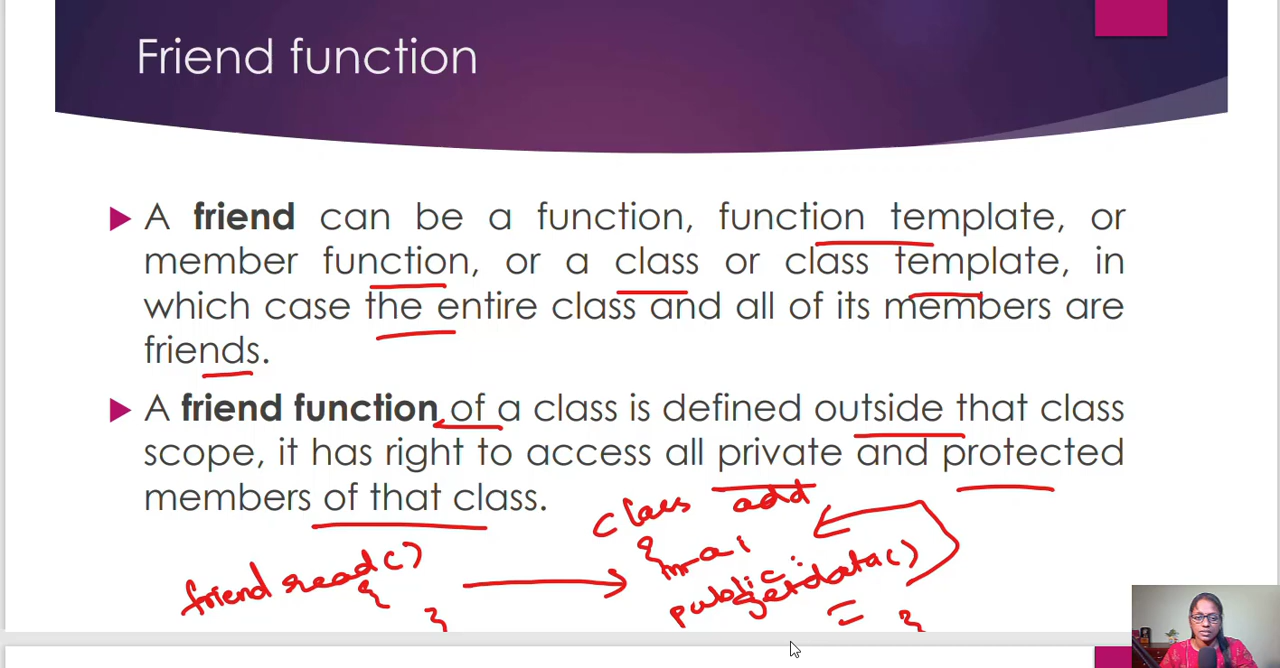 Friend function
A friend can be a function, function template, or
member function, or a class or class template, in
which case the entire class and all of its members are
friends.
A friend function of a class is defined outside that class
scope, it has right to access all private and protected
members of that class.
class add
{
int a;
public:
getdata()
= }
friend read()
{
}